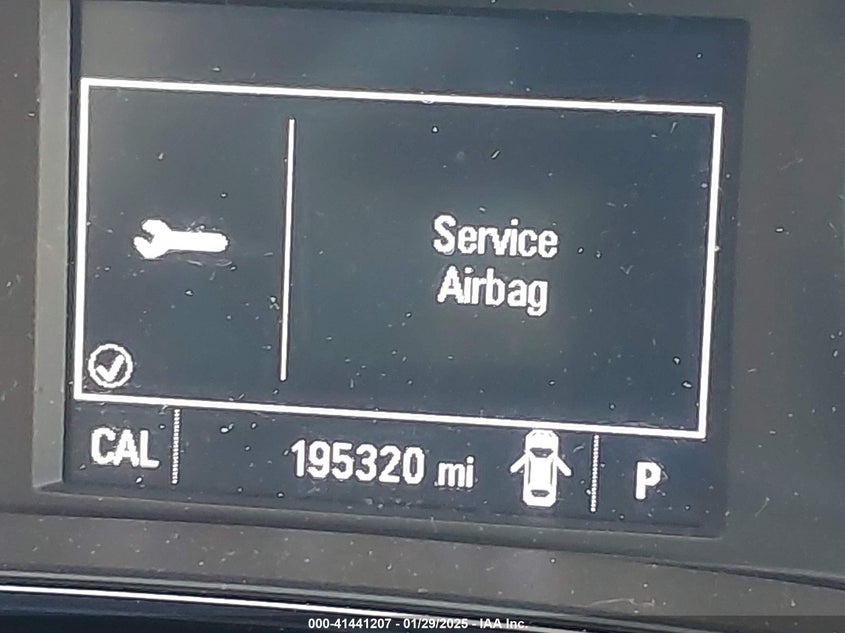 Service
Airbag
CAL
195320 mi
P
000-41441207 - 01/29/2025 - IAA Inc.